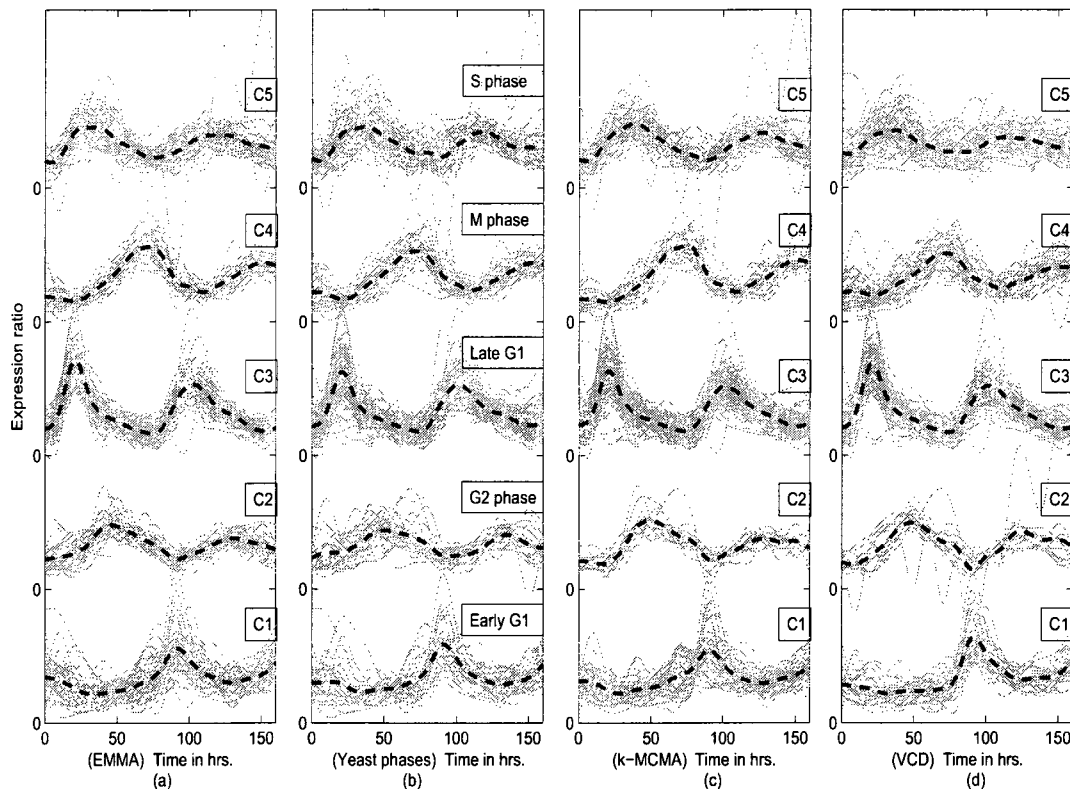 C5
S phase
C5
C5
0
0
0
0
C4
M phase
C4
C4
0
0
0
0
Expression ratio
C3
Late G1
C3
C3
0
0
0
0
C2
G2 phase
C2
C2
0
0
0
0
C1
Early G1
C1
C1
0
0
0
0
0 50 100 150
0 50 100 150
0 50 100 150
0 50 100 150
(EMMA) Time in hrs.
(Yeast phases) Time in hrs.
(k-MCMA) Time in hrs.
(VCD) Time in hrs.
(a)
(b)
(c)
(d)